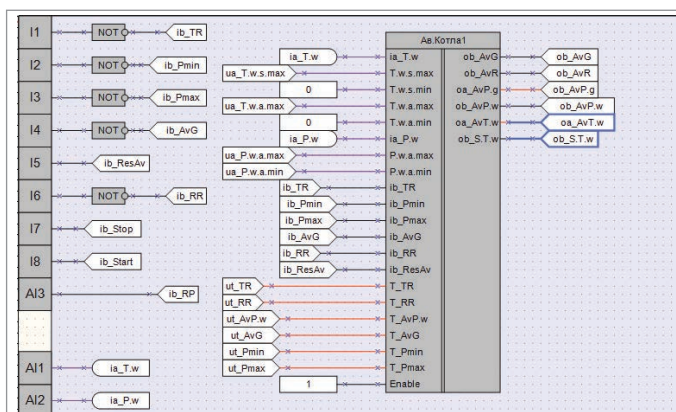 I1 NOT ib_TR
I2 NOT ib_Pmin
I3 NOT ib_Pmax
I4 NOT ib_AvG
I5 ib_ResAv
I6 NOT ib_RR
I7 ib_Stop
I8 ib_Start
AI3 ib_RP
AI1 ia_T.w
AI2 ia_P.w
Ав.Котла1
ia_T.w ia_T.w ob_AvG ob_AvG
ua_T.w.s.max T.w.s.max ob_AvR ob_AvR
0 T.w.s.min oa_AvP.g ob_AvP.g
ua_T.w.a.max T.w.a.max ob_AvP.w ob_AvP.w
0 T.w.a.min oa_AvT.w oa_AvT.w
ia_P.w ia_P.w ob_S.T.w ob_S.T.w
ua_P.w.a.max P.w.a.max
ua_P.w.a.min P.w.a.min
ib_TR ib_TR
ib_Pmin ib_Pmin
ib_Pmax ib_Pmax
ib_AvG ib_AvG
ib_RR ib_RR
ib_ResAv ib_ResAv
ut_TR T_TR
ut_RR T_RR
ut_AvP.w T_AvP.w
ut_AvG T_AvG
ut_Pmin T_Pmin
ut_Pmax T_Pmax
1 Enable